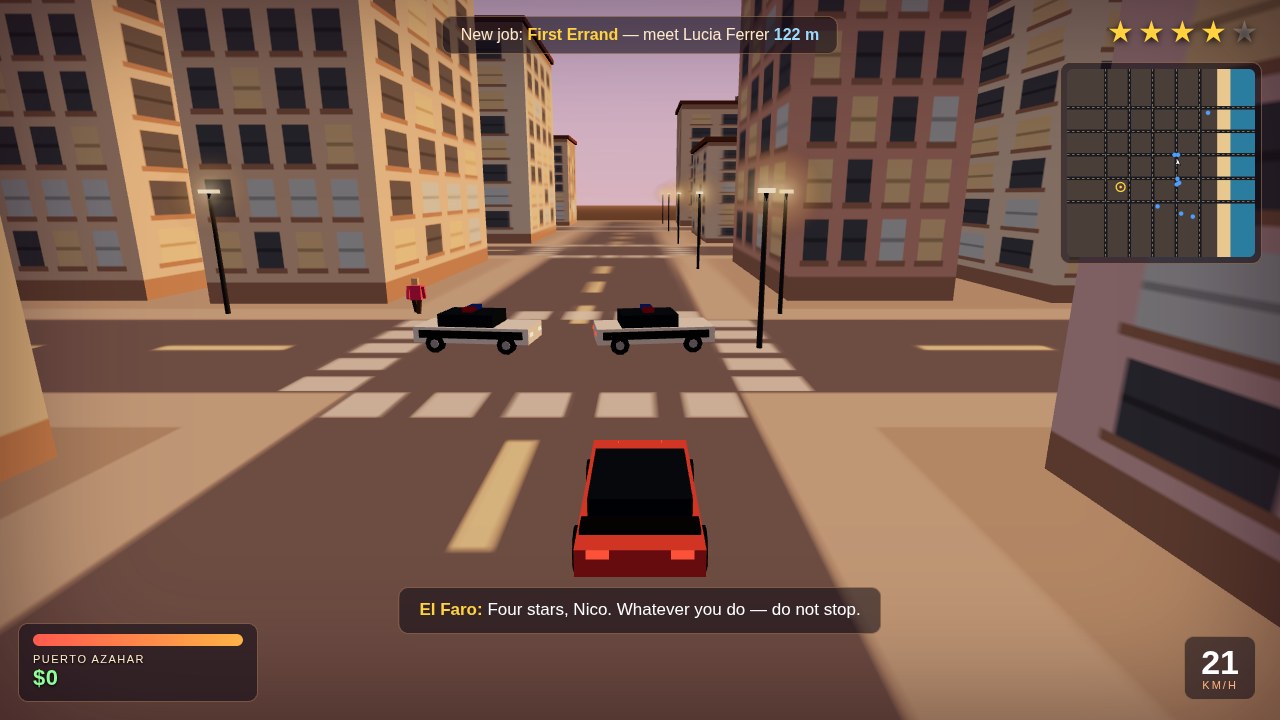 New job: First Errand — meet Lucia Ferrer 122 m
El Faro: Four stars, Nico. Whatever you do — do not stop.
PUERTO AZAHAR
$0
21
KM/H